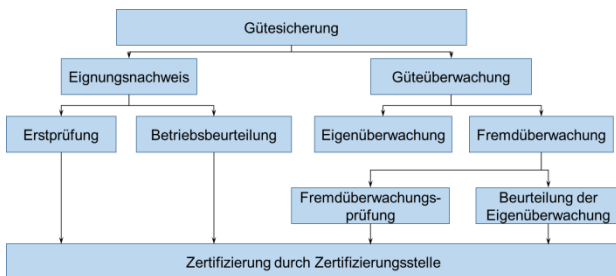 Gütesicherung
Eignungsnachweis
Güteüberwachung
Erstprüfung
Betriebsbeurteilung
Eigenüberwachung
Fremdüberwachung
Fremdüberwachungs-
prüfung
Beurteilung der
Eigenüberwachung
Zertifizierung durch Zertifizierungsstelle